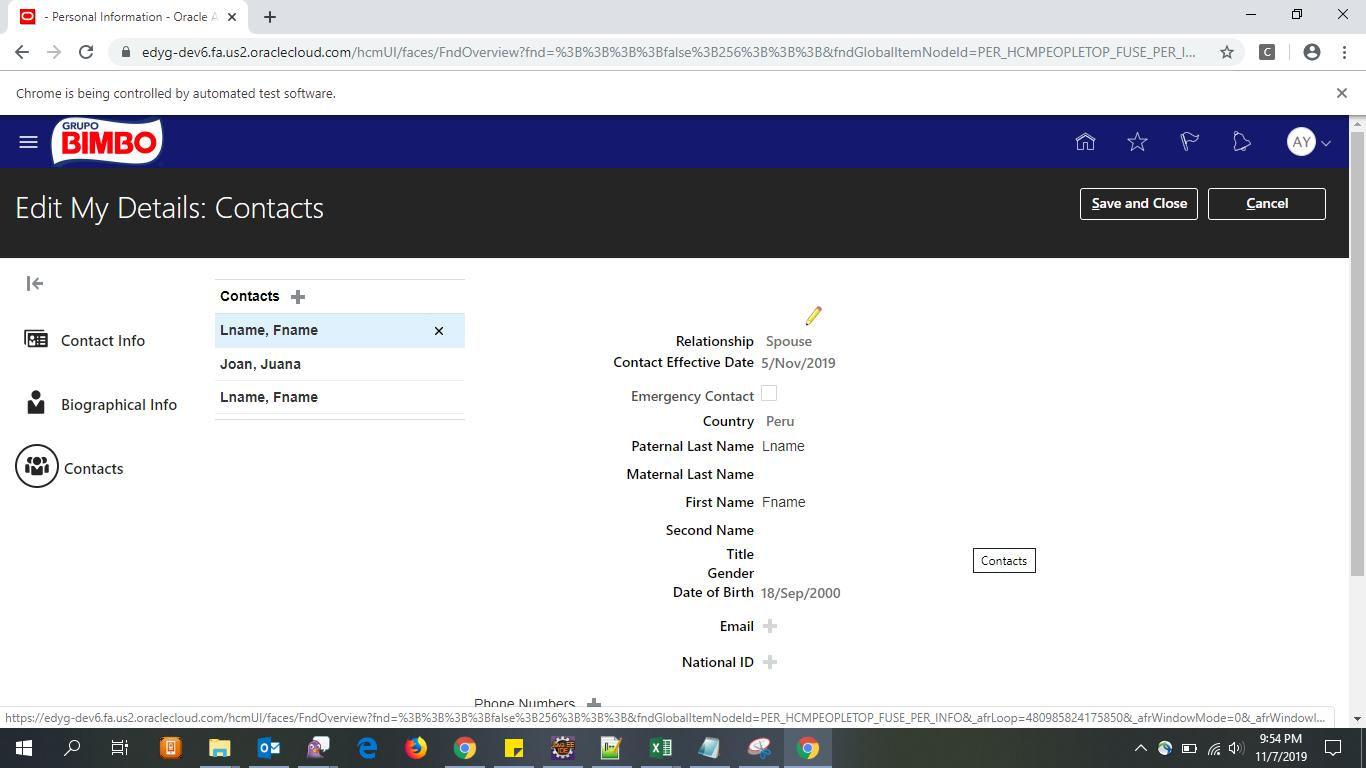 - Personal Information - Oracle A
edyg-dev6.fa.us2.oraclecloud.com/hcmUI/faces/FndOverview?fnd=%3B%3B%3B%3Bfalse%3B256%3B%3B%3B&fndGlobalItemNodeId=PER_HCMPEOPLETOP_FUSE_PER_I...
C
Chrome is being controlled by automated test software.
GRUPO
BIMBO
AY
Edit My Details: Contacts
Save and Close
Cancel
Contact Info
Biographical Info
Contacts
Contacts
Lname, Fname
Joan, Juana
Lname, Fname
Relationship Spouse
Contact Effective Date 5/Nov/2019
Emergency Contact
Country Peru
Paternal Last Name Lname
Maternal Last Name
First Name Fname
Second Name
Title
Gender
Date of Birth 18/Sep/2000
Email
National ID
Contacts
Phone Numbers
https://edyg-dev6.fa.us2.oraclecloud.com/hcmUI/faces/FndOverview?fnd=%3B%3B%3B%3Bfalse%3B256%3B%3B%3B&fndGlobalItemNodeId=PER_HCMPEOPLETOP_FUSE_PER_INFO&_afrLoop=480985824175850&_afrWindowMode=0&_afrWindowI...
9:54 PM
11/7/2019